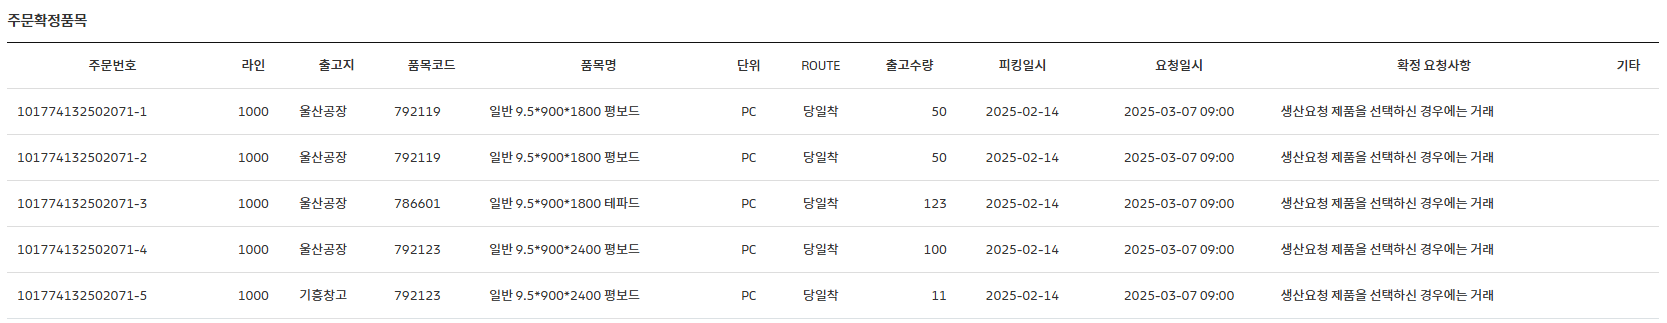 주문확정품목
주문번호 라인 출고지 품목코드 품목명 단위 ROUTE 출고수량 피킹일시 요청일시 확정 요청사항 기타
101774132502071-1 1000 울산공장 792119 일반 9.5*900*1800 평보드 PC 당일착 50 2025-02-14 2025-03-07 09:00 생산요청 제품을 선택하신 경우에는 거래
101774132502071-2 1000 울산공장 792119 일반 9.5*900*1800 평보드 PC 당일착 50 2025-02-14 2025-03-07 09:00 생산요청 제품을 선택하신 경우에는 거래
101774132502071-3 1000 울산공장 786601 일반 9.5*900*1800 테파드 PC 당일착 123 2025-02-14 2025-03-07 09:00 생산요청 제품을 선택하신 경우에는 거래
101774132502071-4 1000 울산공장 792123 일반 9.5*900*2400 평보드 PC 당일착 100 2025-02-14 2025-03-07 09:00 생산요청 제품을 선택하신 경우에는 거래
101774132502071-5 1000 기흥창고 792123 일반 9.5*900*2400 평보드 PC 당일착 11 2025-02-14 2025-03-07 09:00 생산요청 제품을 선택하신 경우에는 거래